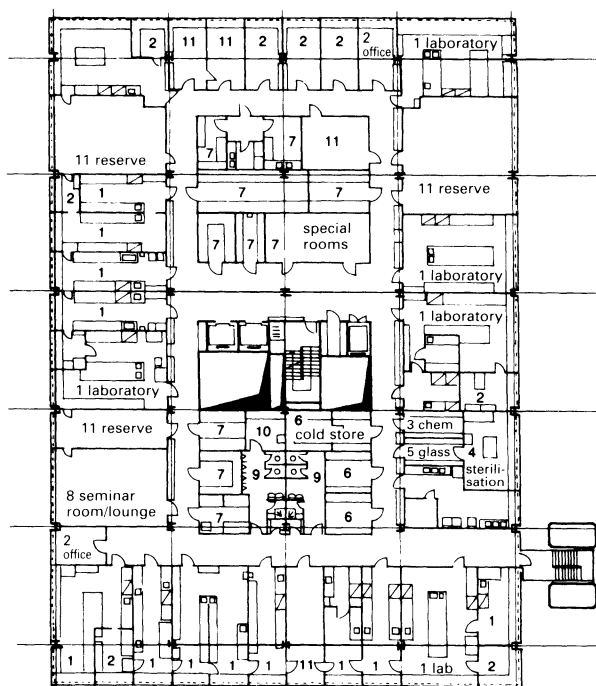 2 11 11 2 2 2 2 office 1 laboratory
7 7 11
11 reserve
7 7
11 reserve
2 1
1
7 7 7 special rooms
1
1 laboratory
1
1 laboratory
1 laboratory
2
11 reserve
7 10 6 cold store
3 chem
5 glass
4 sterili-
sation
7 9 9 6
8 seminar
room/lounge
7 6
2
office
1
1 2 1 1 1 1 11 1 1 1 lab 2